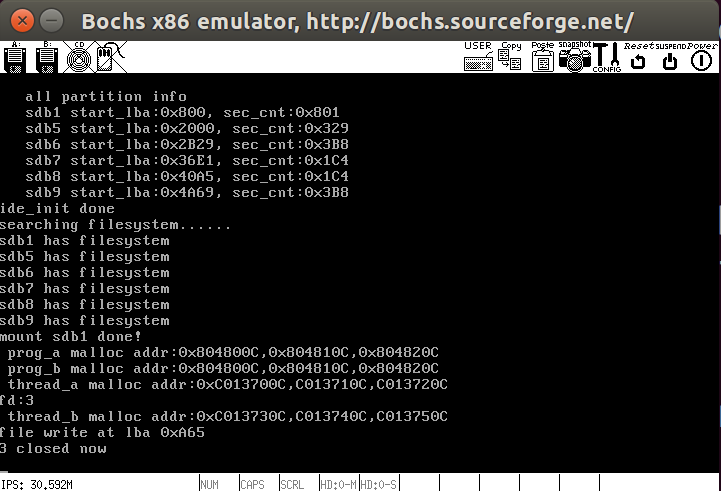 Bochs x86 emulator, http://bochs.sourceforge.net/
A: B: CD USER Copy Paste snapshot CONFIG Reset SUSPEND Power
all partition info
sdb1 start_lba:0x800, sec_cnt:0x801
sdb5 start_lba:0x2000, sec_cnt:0x329
sdb6 start_lba:0x2B29, sec_cnt:0x3B8
sdb7 start_lba:0x36E1, sec_cnt:0x1C4
sdb8 start_lba:0x40A5, sec_cnt:0x1C4
sdb9 start_lba:0x4A69, sec_cnt:0x3B8
ide_init done
searching filesystem......
sdb1 has filesystem
sdb5 has filesystem
sdb6 has filesystem
sdb7 has filesystem
sdb8 has filesystem
sdb9 has filesystem
mount sdb1 done!
prog_a malloc addr:0x804800C,0x804810C,0x804820C
prog_b malloc addr:0x804800C,0x804810C,0x804820C
thread_a malloc addr:0xC013700C,C013710C,C013720C
fd:3
thread_b malloc addr:0xC013730C,C013740C,C013750C
file write at lba 0xA65
3 closed now
IPS: 30.592M NUM CAPS SCRL HD:0-M HD:0-S